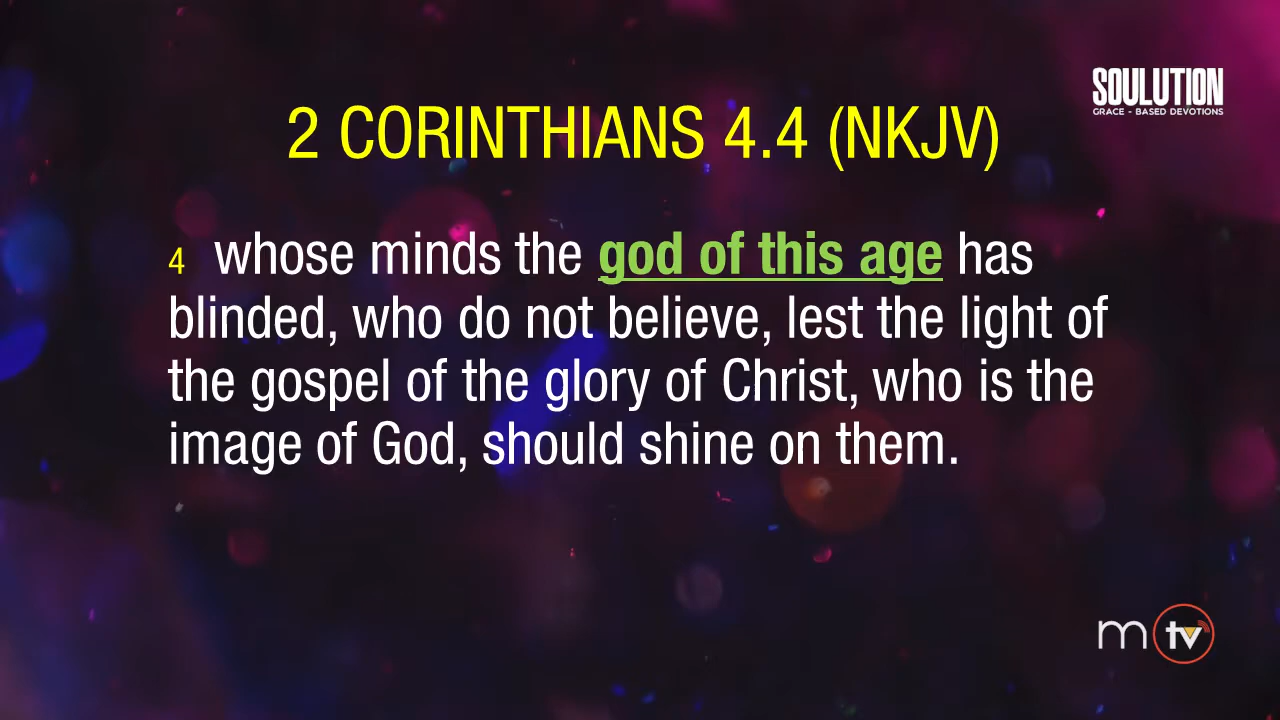 SOULUTION
GRACE - BASED DEVOTIONS
2 CORINTHIANS 4.4 (NKJV)
4 whose minds the god of this age has
blinded, who do not believe, lest the light of
the gospel of the glory of Christ, who is the
image of God, should shine on them.
m tv